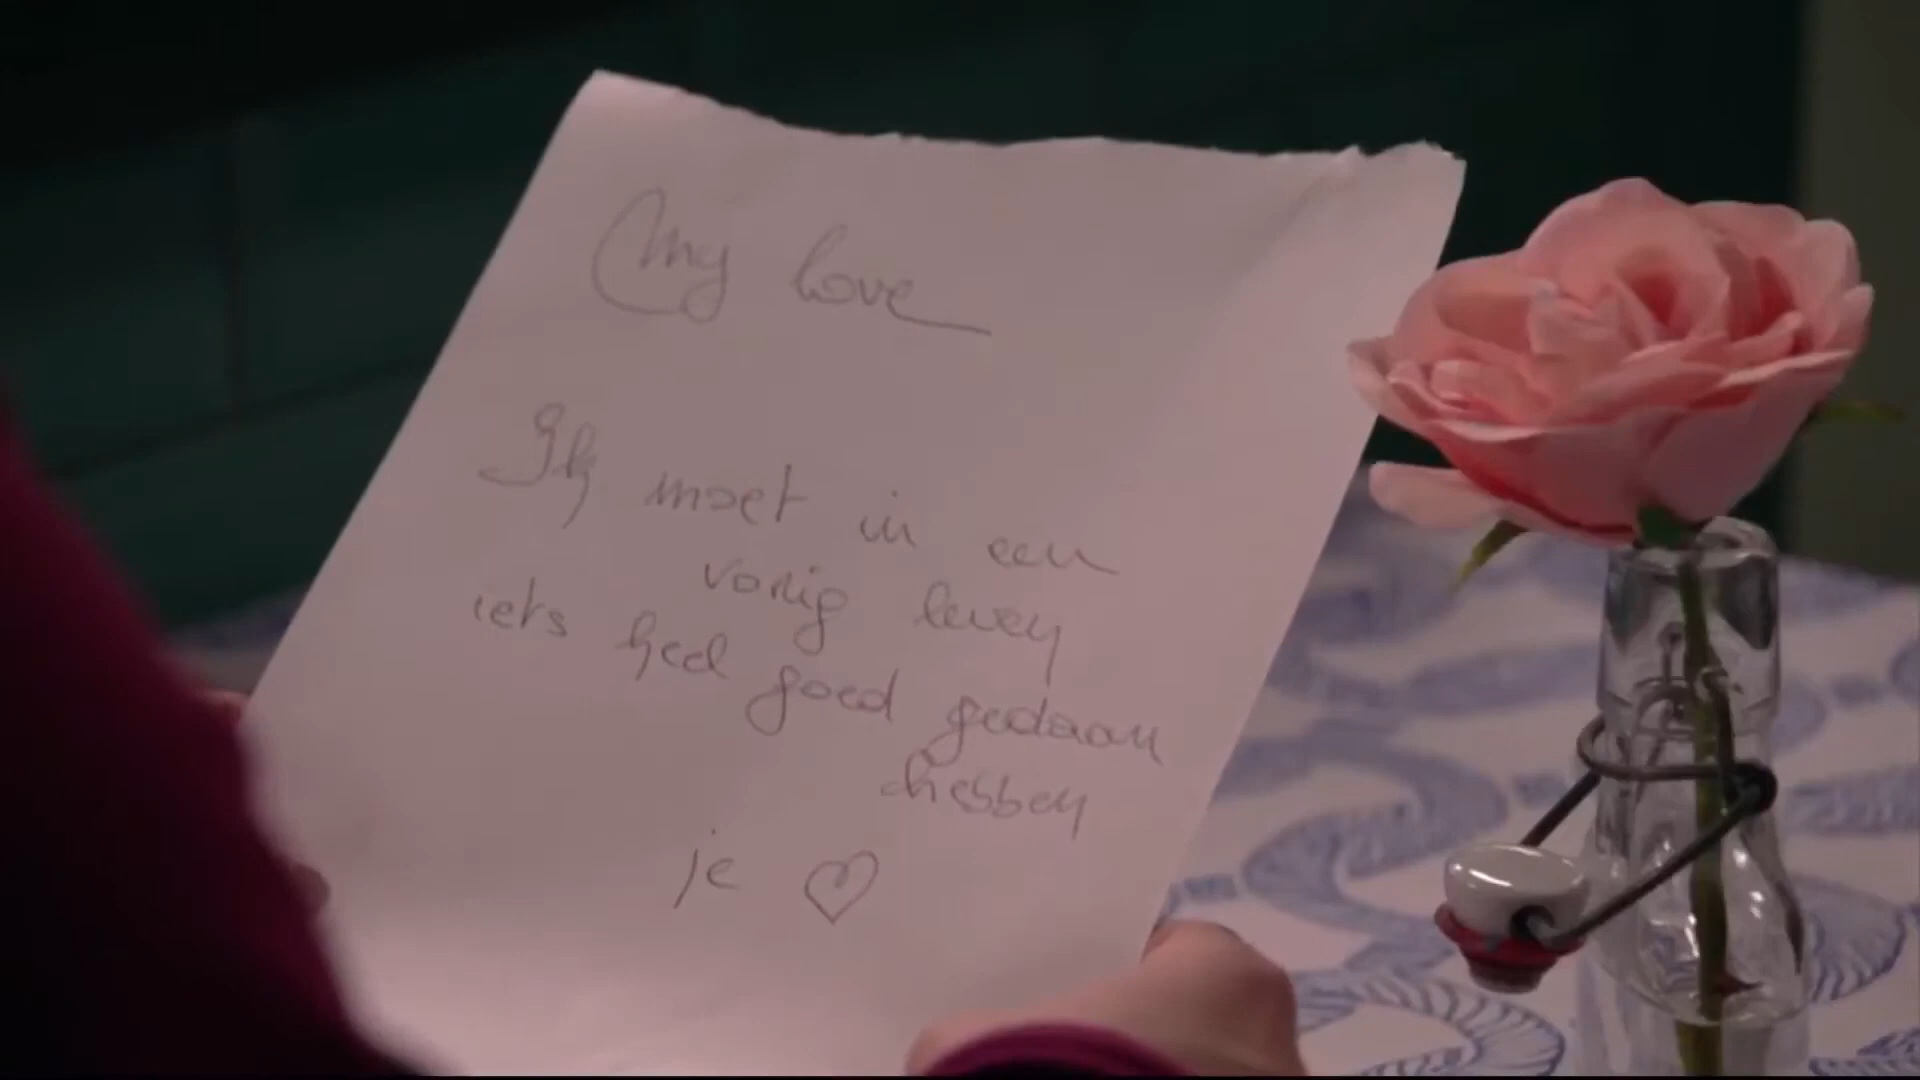 My love
Ik moet in een
vorig leven
iets heel goed gedaan
hebben
je ♡